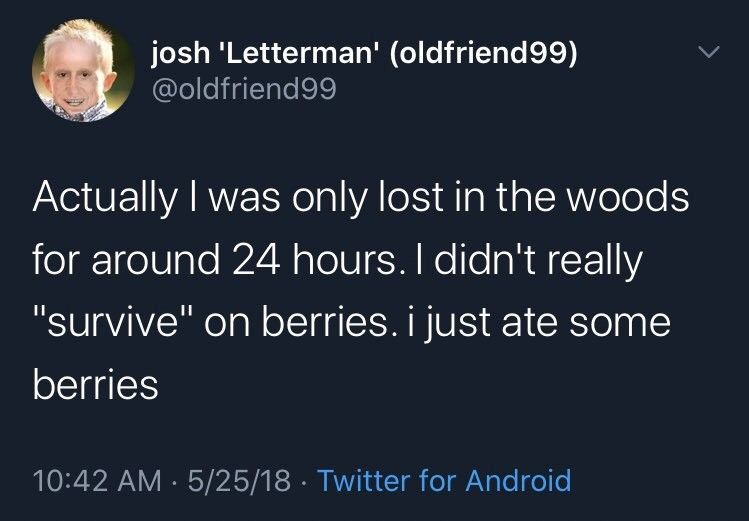 josh 'Letterman' (oldfriend99)
@oldfriend99
Actually I was only lost in the woods
for around 24 hours. I didn't really
"survive" on berries. i just ate some
berries
10:42 AM · 5/25/18 · Twitter for Android